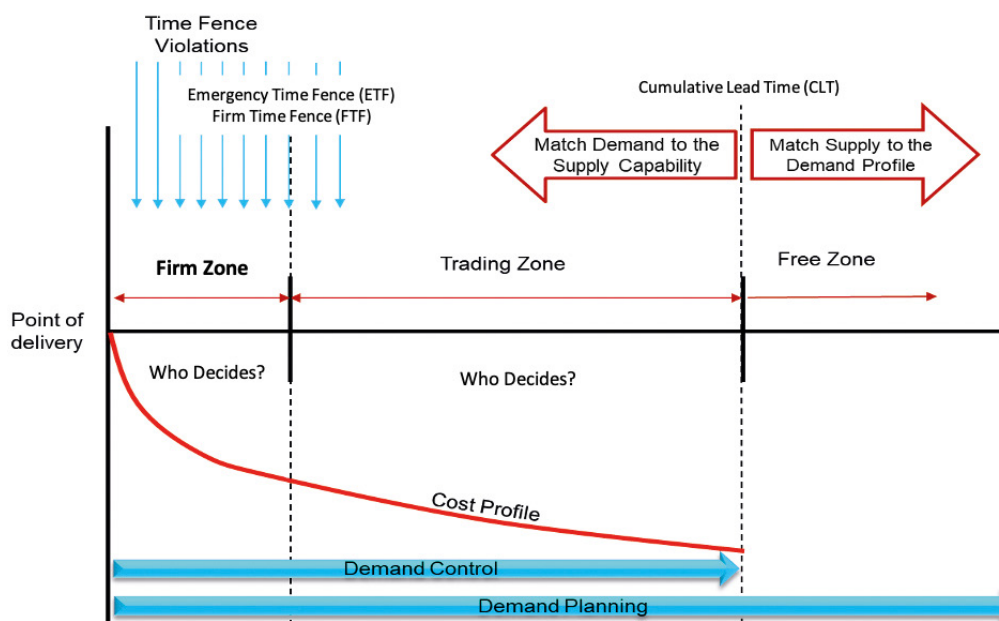 Time Fence
Violations
Emergency Time Fence (ETF)
Firm Time Fence (FTF)
Cumulative Lead Time (CLT)
Match Demand to the
Supply Capability
Match Supply to the
Demand Profile
Firm Zone
Trading Zone
Free Zone
Point of
delivery
Who Decides?
Who Decides?
Cost Profile
Demand Control
Demand Planning